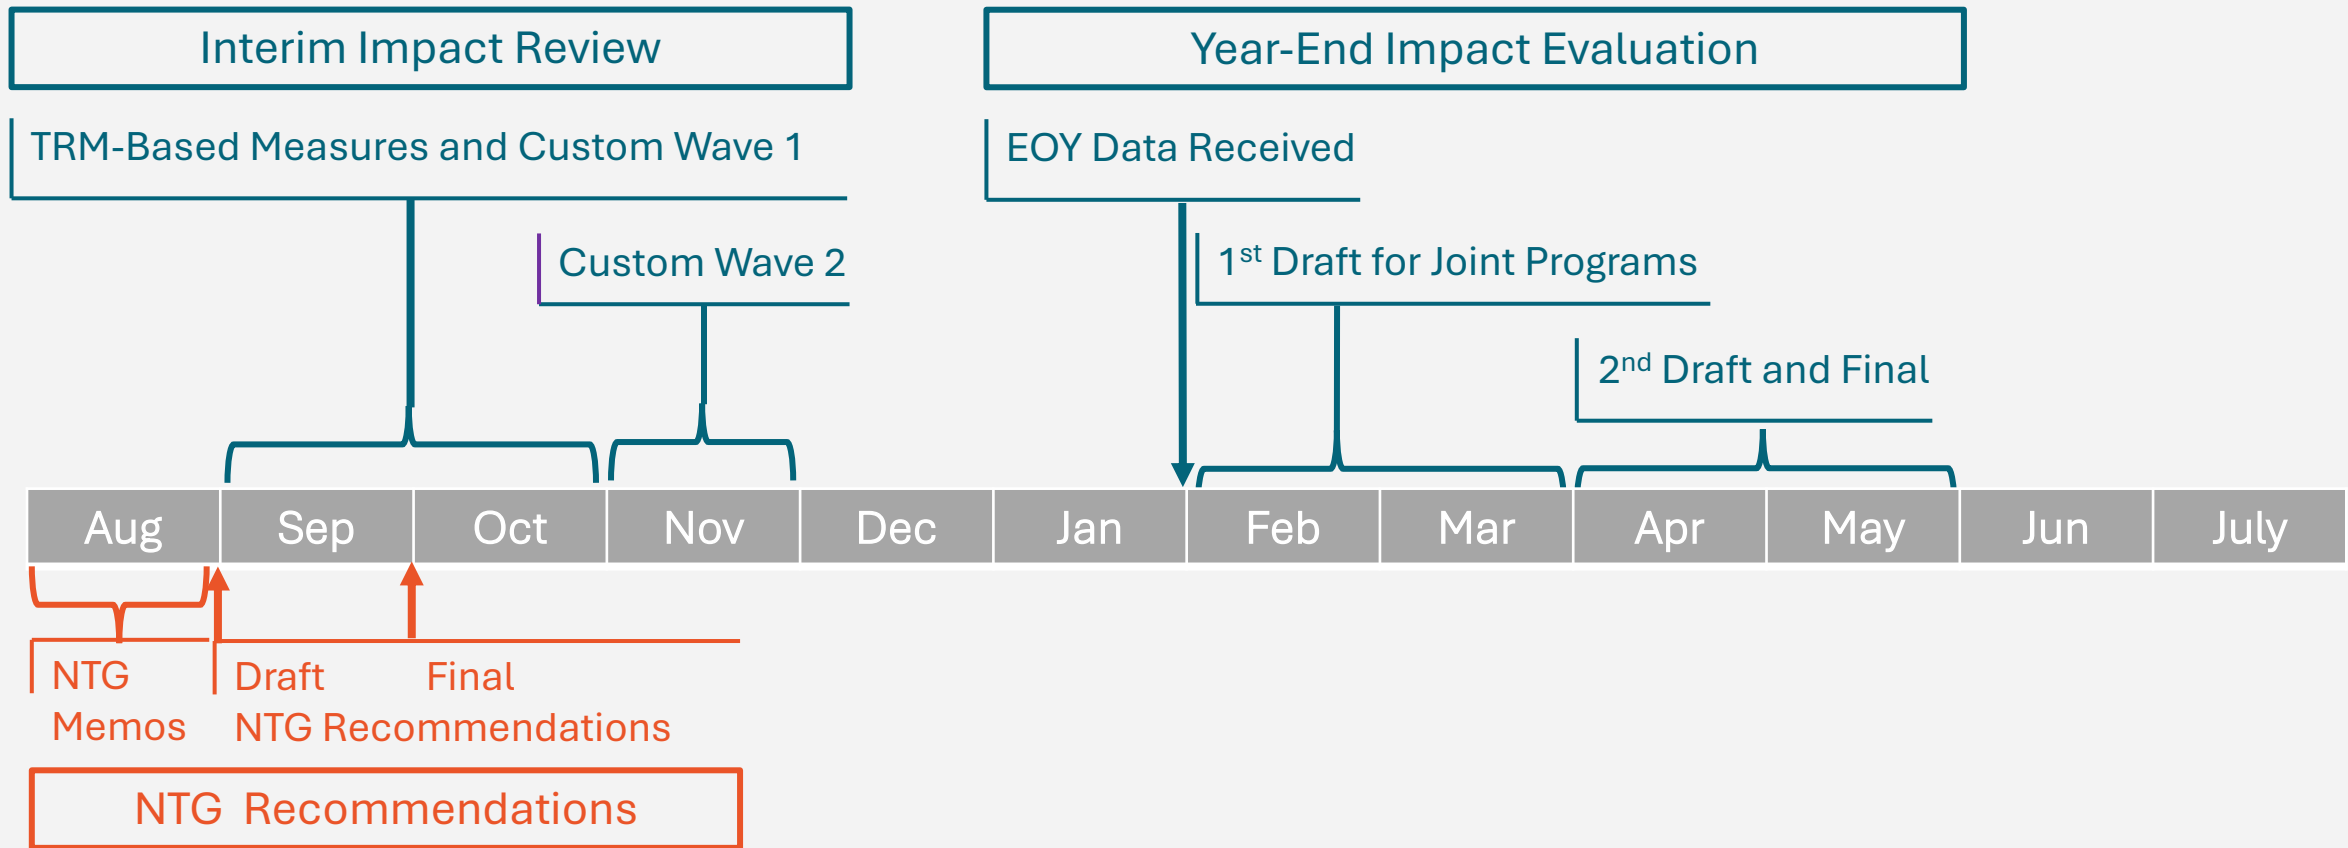 Interim Impact Review
Year-End Impact Evaluation
TRM-Based Measures and Custom Wave 1
EOY Data Received
Custom Wave 2
1st Draft for Joint Programs
2nd Draft and Final
Aug Sep Oct Nov Dec Jan Feb Mar Apr May Jun July
NTG
Memos
Draft Final
NTG Recommendations
NTG Recommendations